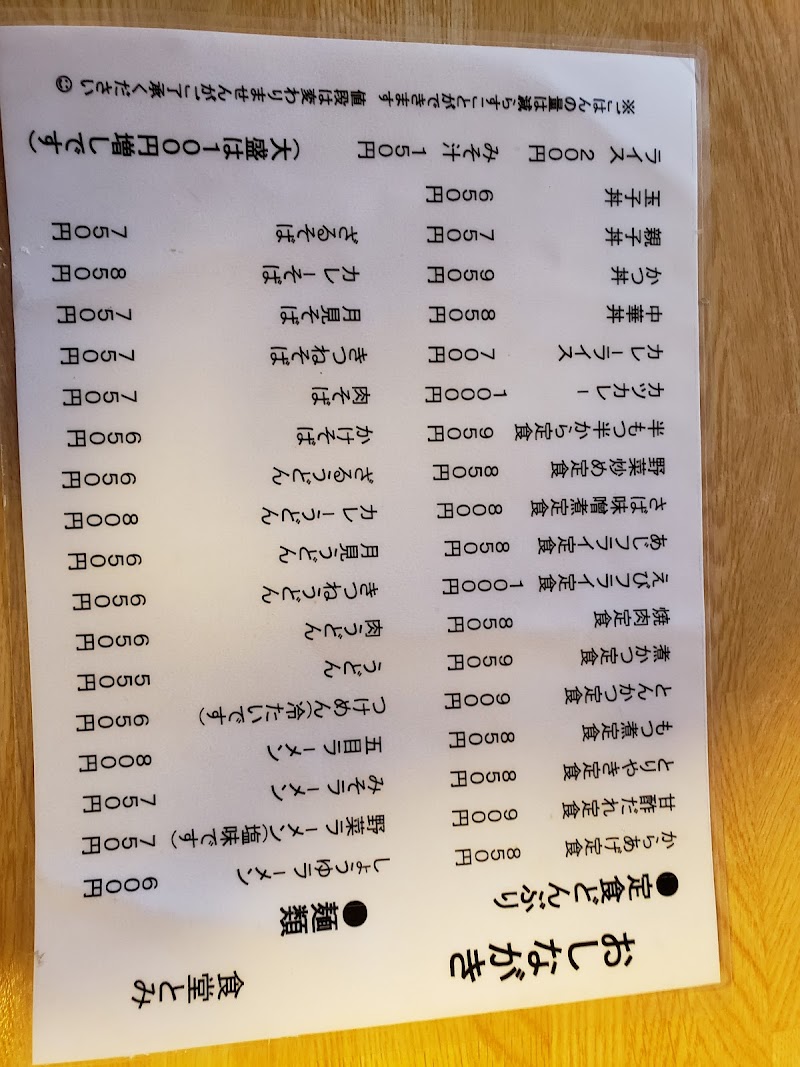 おしながき
食堂とみ
●定食どんぶり
からあげ定食 850円
甘酢だれ定食 900円
とりやき定食 850円
もつ煮定食 850円
とんかつ定食 900円
煮かつ定食 950円
焼肉定食 850円
えびフライ定食 1000円
あじフライ定食 850円
さば味噌煮定食 800円
野菜炒め定食 850円
半もつ半から定食 950円
カツカレー 1000円
カレーライス 700円
中華丼 850円
かつ丼 950円
親子丼 750円
玉子丼 650円
●麺類
しょうゆラーメン 600円
野菜ラーメン(塩味です) 750円
みそラーメン 750円
五目ラーメン 800円
つけめん(冷たいです) 650円
うどん 550円
肉うどん 650円
きつねうどん 650円
月見うどん 650円
カレーうどん 800円
ざるうどん 650円
かけそば 650円
肉そば 750円
きつねそば 750円
月見そば 750円
カレーそば 850円
ざるそば 750円
ライス 200円 みそ汁 150円 (大盛は100円増しです)
※ごはんの量は減らすことができます 値段は変わりませんがご了承ください☺